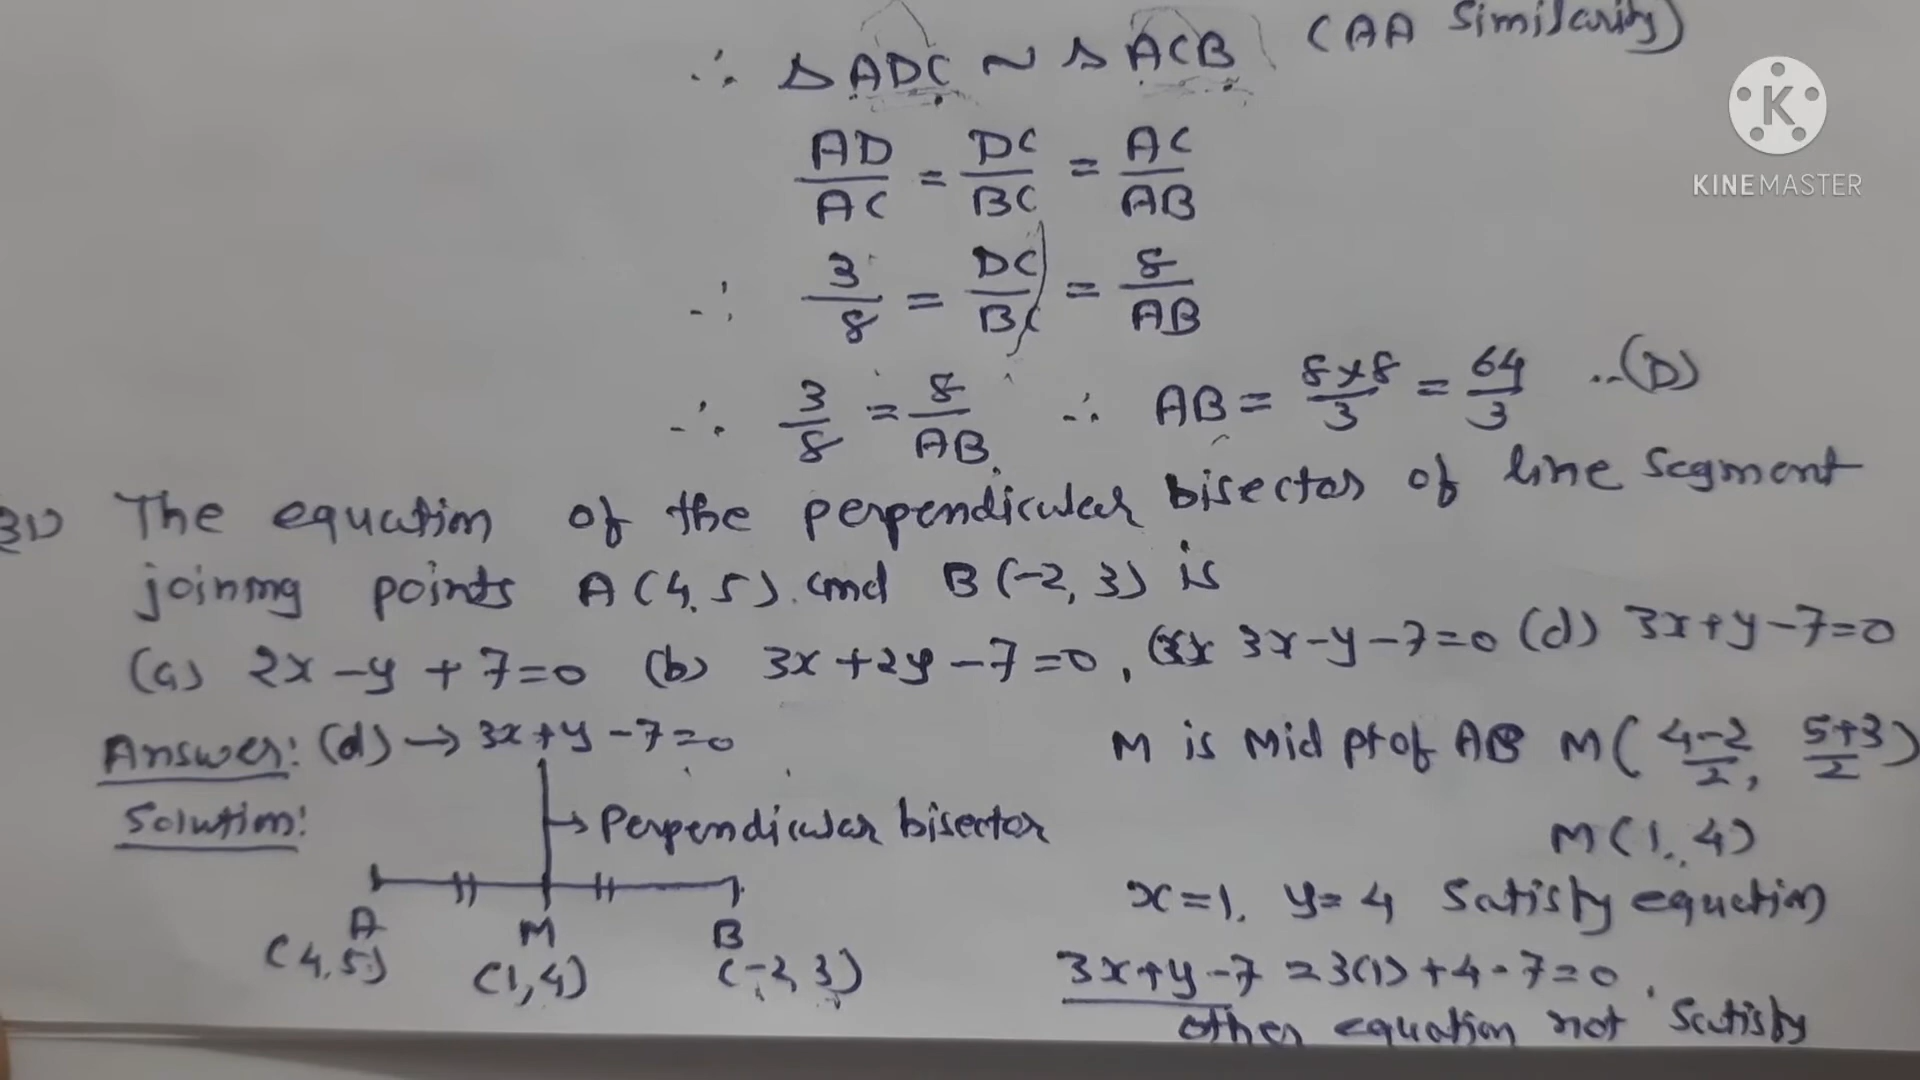 ∴ △ADC ~ △ACB (AA Similarity)
K
KINEMASTER
AD/AC = DC/BC = AC/AB
∴ 3/8 = DC/BC = 8/AB
∴ 3/8 = 8/AB ∴ AB = 8×8/3 = 64/3 ..(D)
31) The equation of the perpendicular bisector of line segment
joining points A(4,5) and B(-2,3) is
(a) 2x-y+7=0 (b) 3x+2y-7=0, 3x-y-7=0 (d) 3x+y-7=0
Answer: (d) → 3x+y-7=0
Solution:
→ Perpendicular bisector
A M B
(4,5) (1,4) (-2,3)
M is Mid pt of AB M(4-2/2, 5+3/2)
M(1,4)
x=1, y=4 Satisfy equation
3x+y-7 = 3(1)+4-7=0
other equation not Satisfy